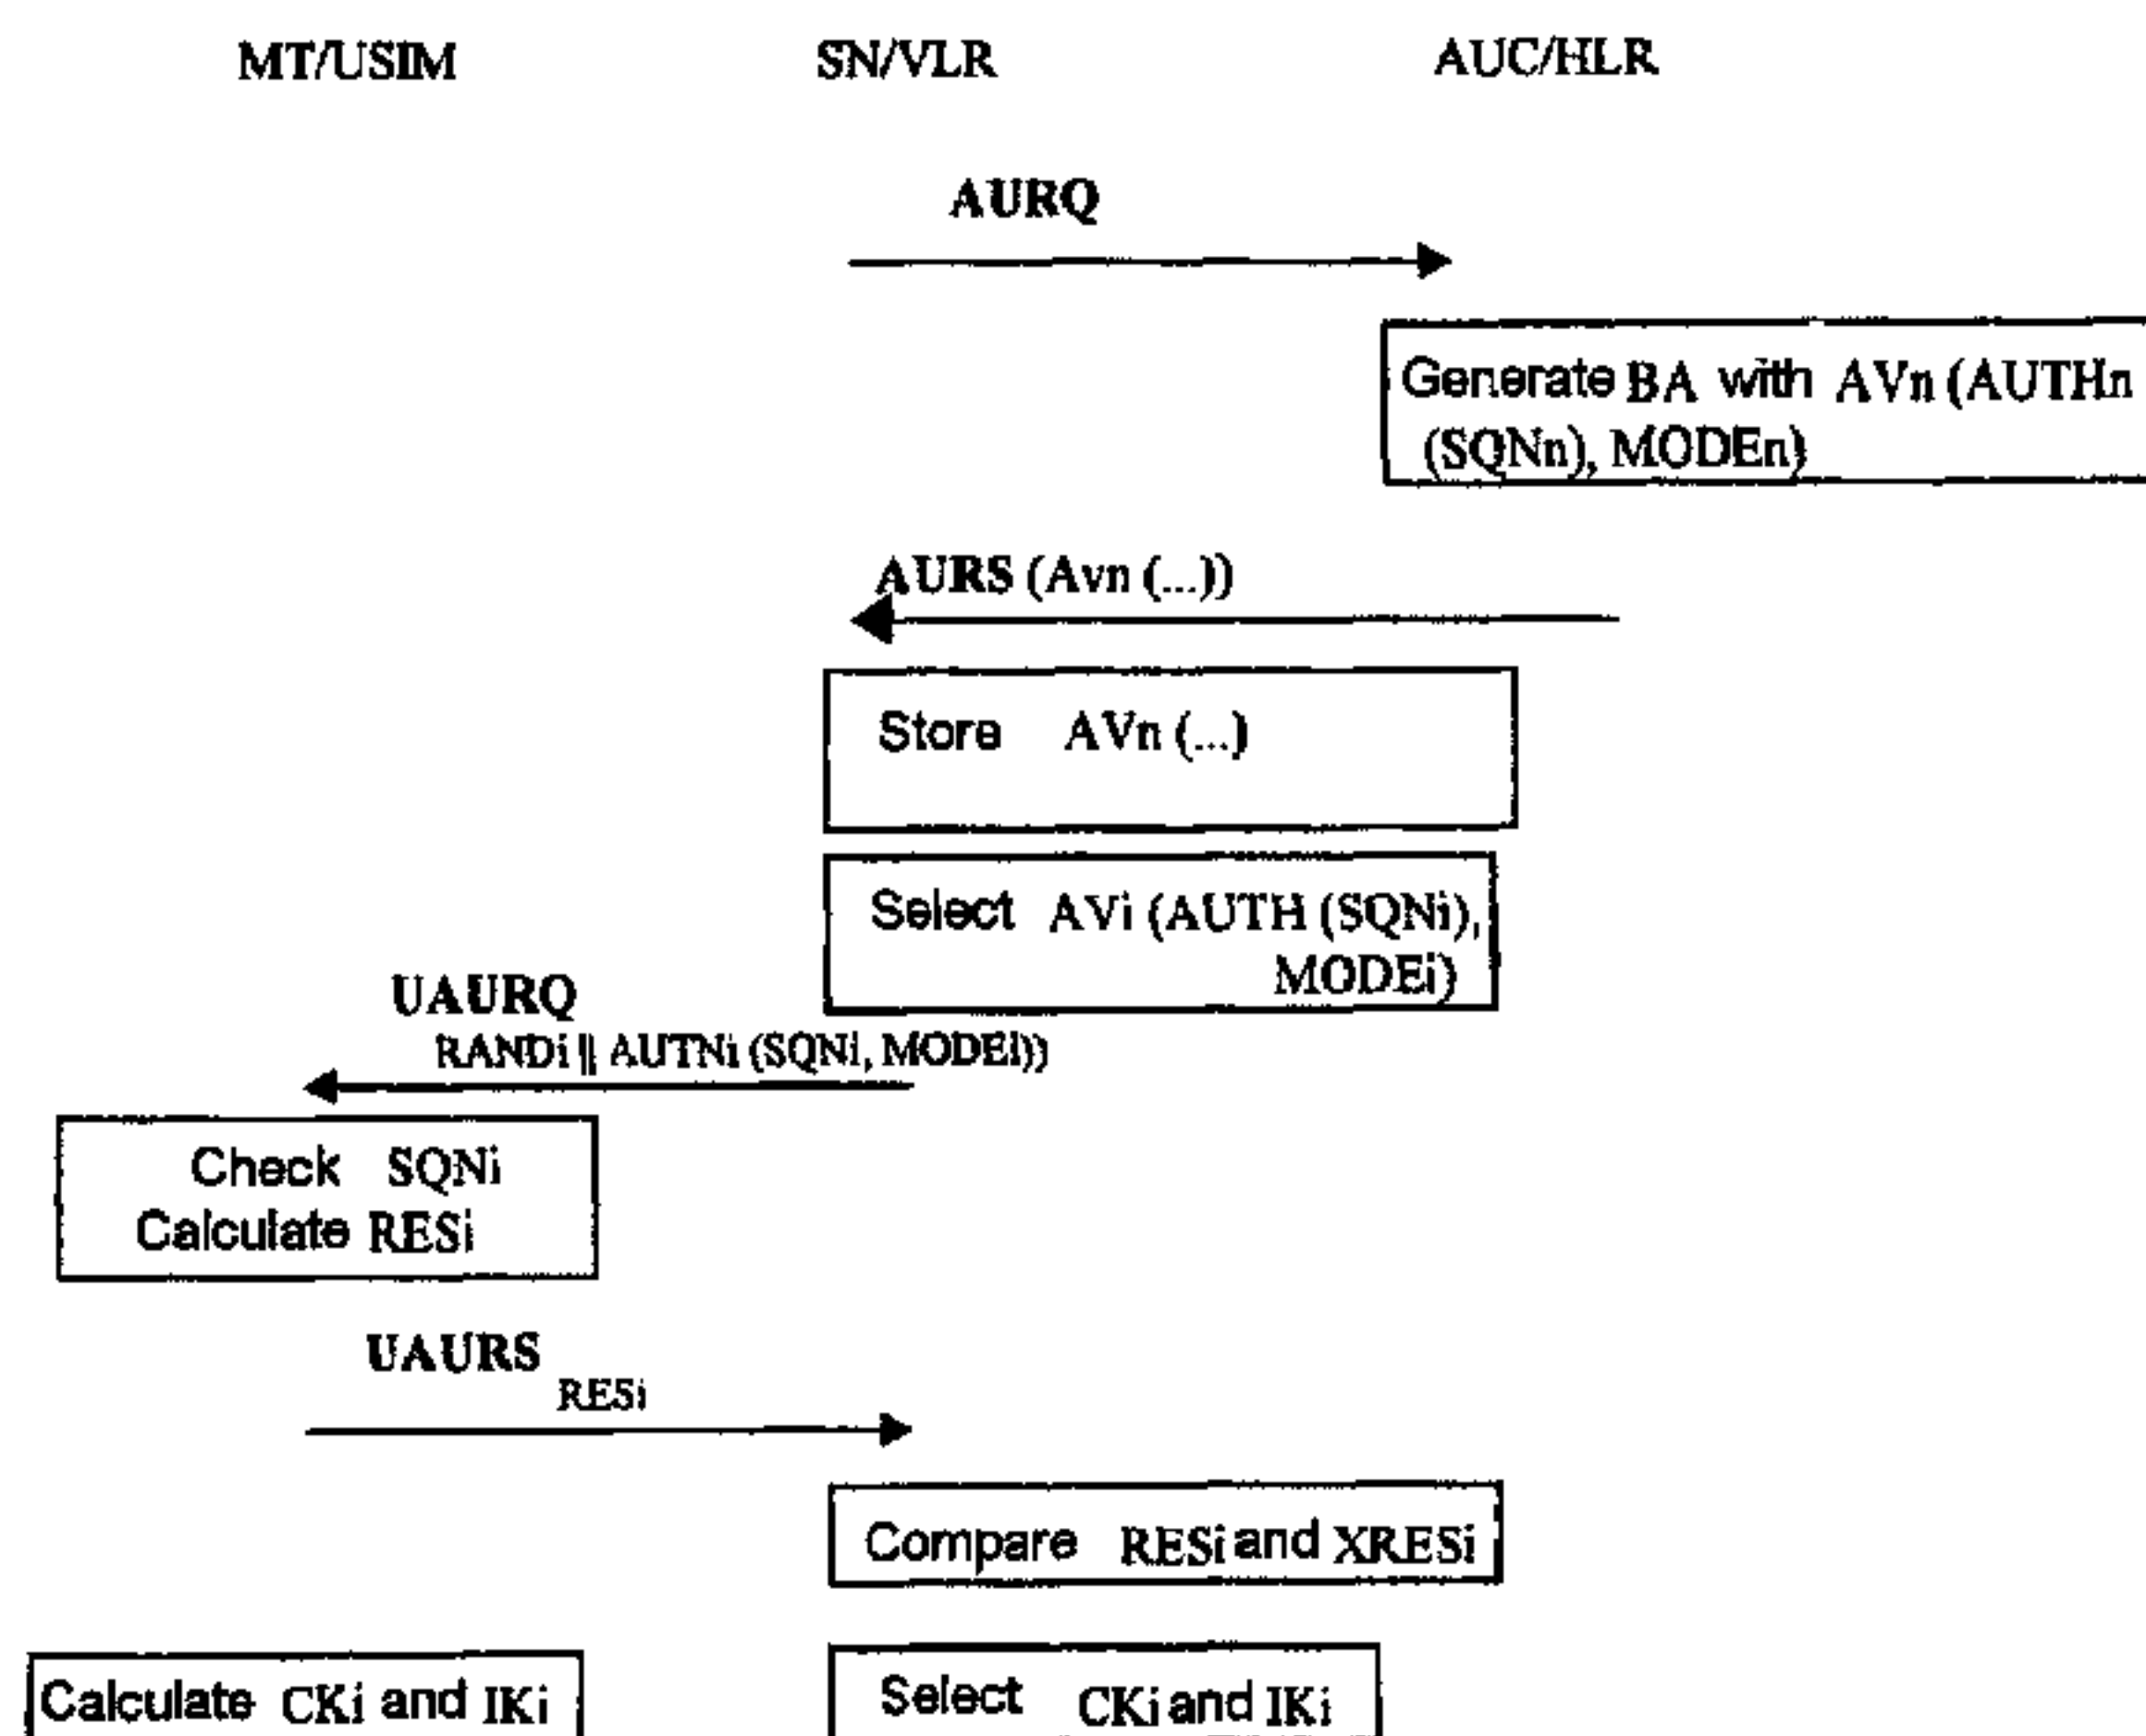 MT/USIM SN/VLR AUC/HLR
AURQ
Generate BA with AVn (AUTHn
(SQNn), MODEn)
AURS (Avn (...))
Store AVn (...)
Select AVi (AUTH (SQNi),
MODEi)
UAURQ
RANDi || AUTNi (SQNi, MODEi))
Check SQNi
Calculate RESi
UAURS
RESi
Compare RESi and XRESi
Calculate CKi and IKi
Select CKi and IKi